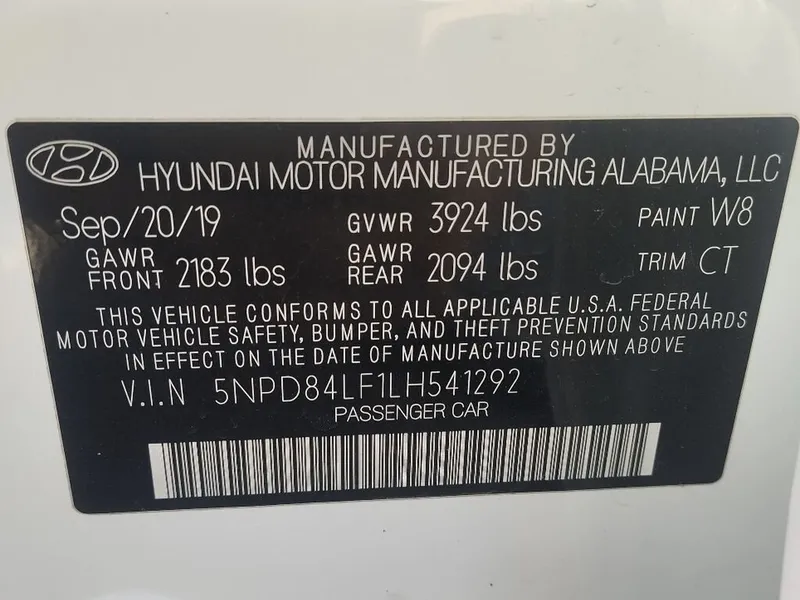 MANUFACTURED BY
HYUNDAI MOTOR MANUFACTURING ALABAMA, LLC
Sep/20/19 GVWR 3924 lbs PAINT W8
GAWR FRONT 2183 lbs GAWR REAR 2094 lbs TRIM CT
THIS VEHICLE CONFORMS TO ALL APPLICABLE U.S.A. FEDERAL
MOTOR VEHICLE SAFETY, BUMPER, AND THEFT PREVENTION STANDARDS
IN EFFECT ON THE DATE OF MANUFACTURE SHOWN ABOVE
V.I.N 5NPD84LF1LH541292
PASSENGER CAR